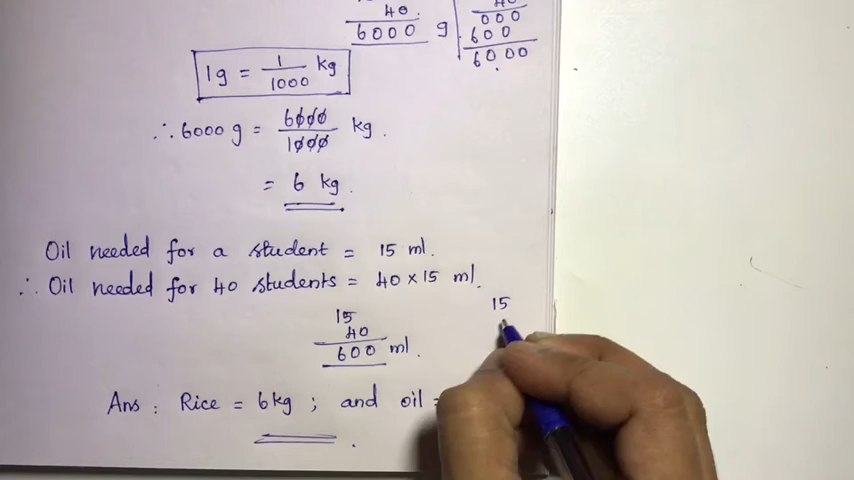 40
6000 g
40
000
600
6000
1g = 1/1000 kg
∴ 6000 g = 6000/1000 kg.
= 6 kg.
Oil needed for a student = 15 ml.
∴ Oil needed for 40 students = 40 × 15 ml.
15
40
600 ml.
15
Ans : Rice = 6kg ; and oil =